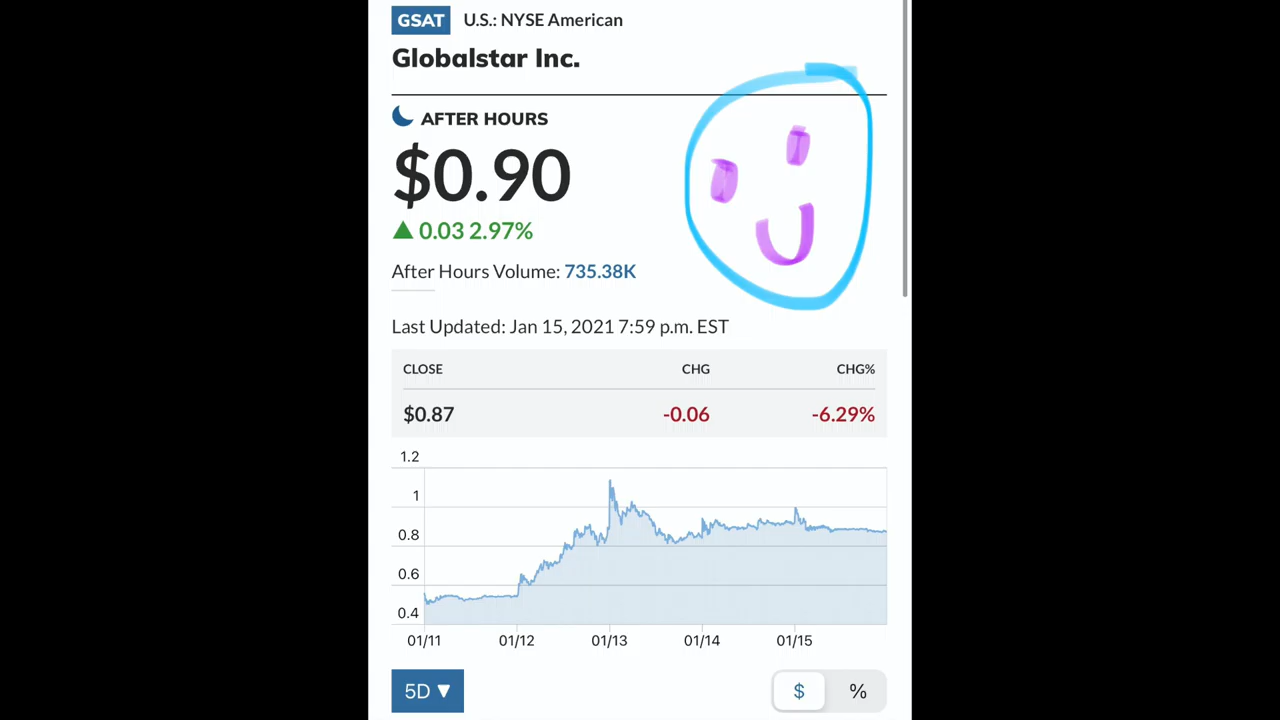 GSAT U.S.: NYSE American
Globalstar Inc.
AFTER HOURS
$0.90
▲ 0.03 2.97%
After Hours Volume: 735.38K
Last Updated: Jan 15, 2021 7:59 p.m. EST
CLOSE CHG CHG%
$0.87 -0.06 -6.29%
1.2
1
0.8
0.6
0.4
01/11 01/12 01/13 01/14 01/15
5D ▼ $ %